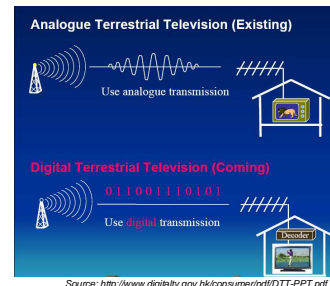 Analogue Terrestrial Television (Existing)
Use analogue transmission
Digital Terrestrial Television (Coming)
0 1 1 0 0 1 1 1 0 1 0 1
Use digital transmission
Decoder
Source: http://www.digitaltv.gov.hk/consumer/pdf/DTT-PPT.pdf